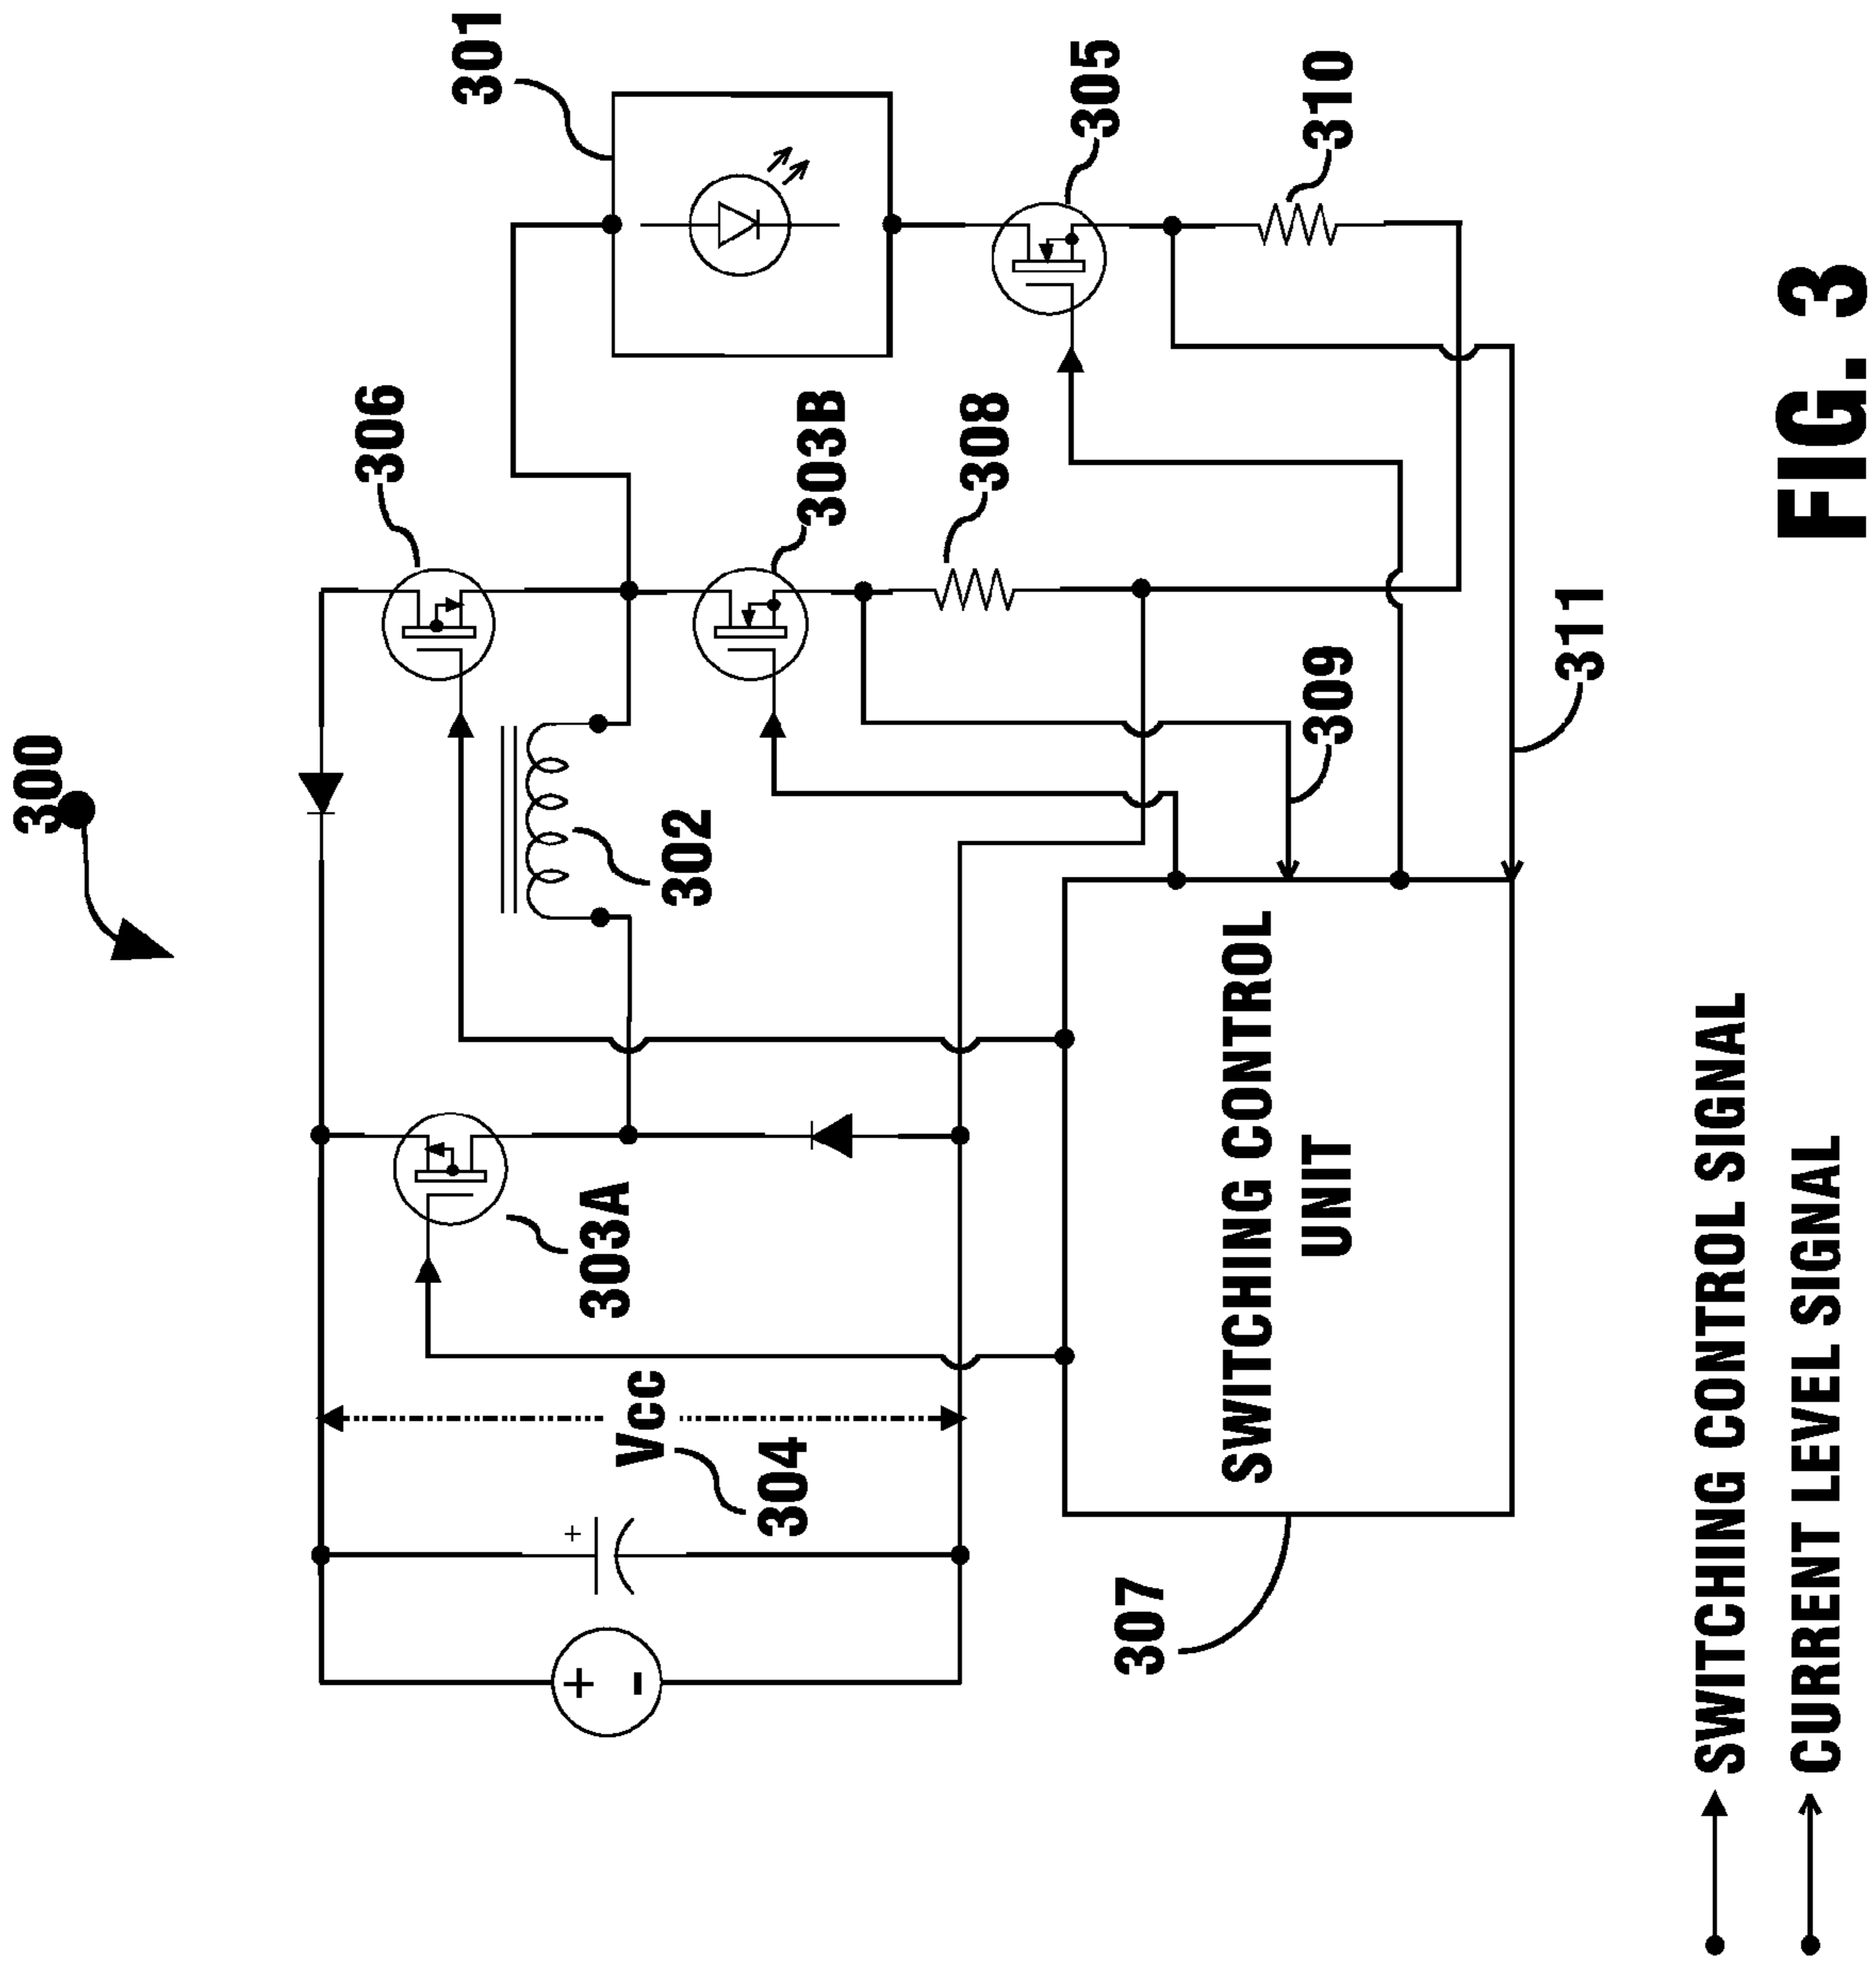 300
306
301
303A
302
303B
+
Vcc
304
308
305
+
-
309
310
307
SWITCHING CONTROL
UNIT
311
SWITCHING CONTROL SIGNAL
CURRENT LEVEL SIGNAL
FIG. 3